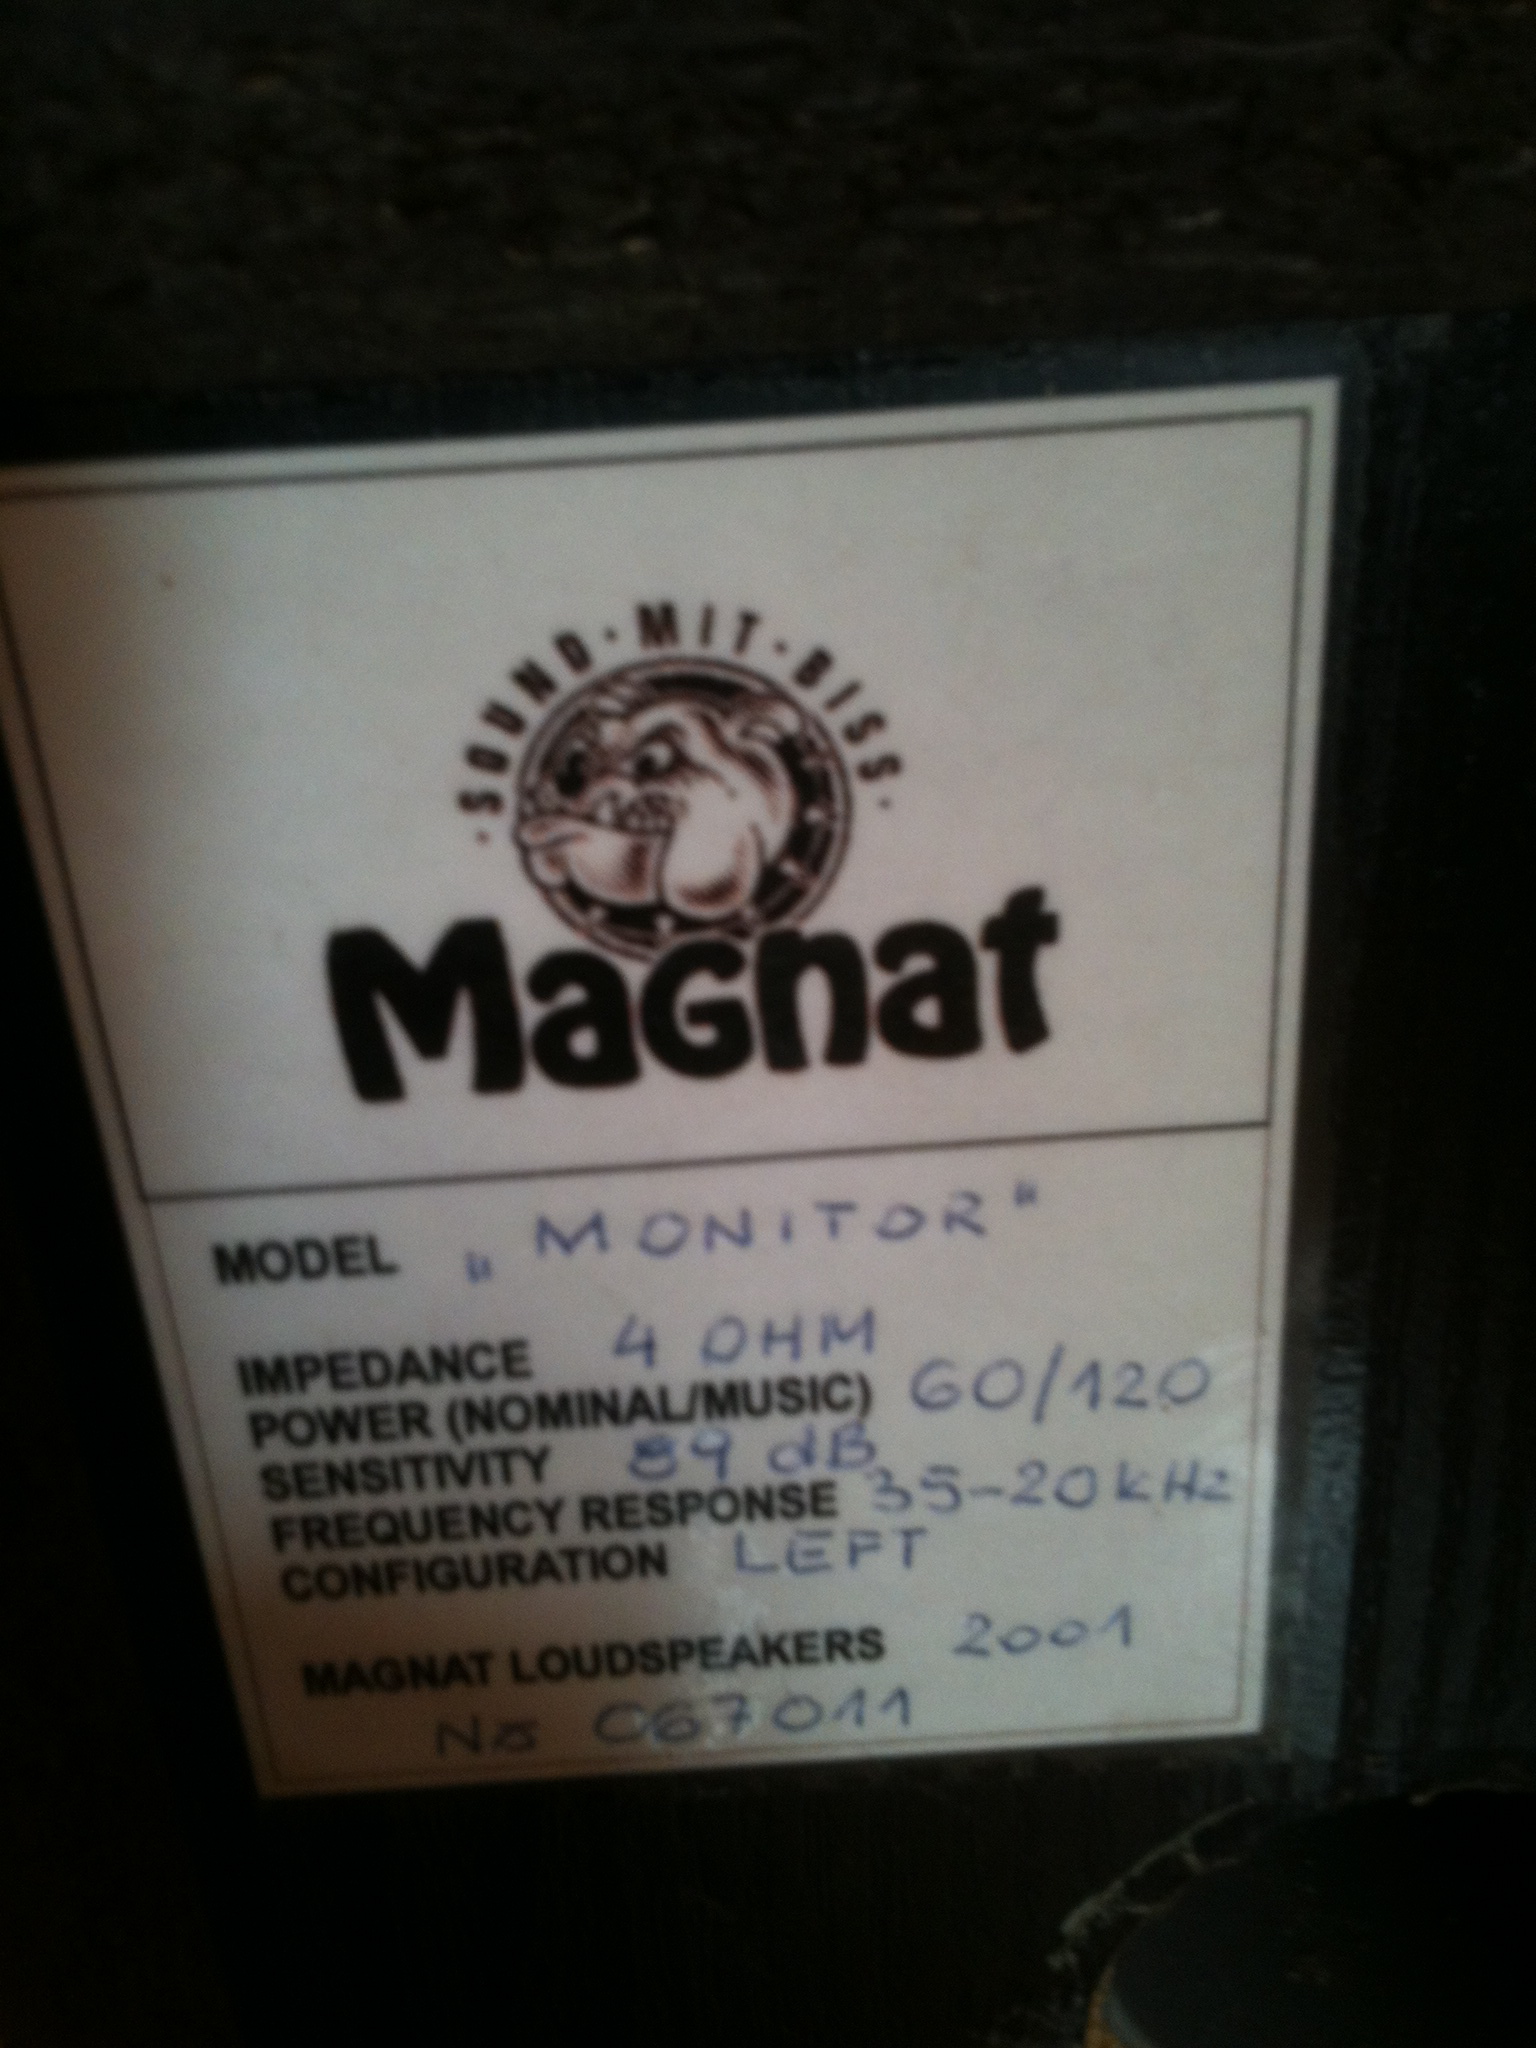 · SOUND · MIT · BISS ·
Magnat
MODEL „MONITOR“
IMPEDANCE 4 OHM
POWER (NOMINAL/MUSIC) 60/120
SENSITIVITY 89 dB
FREQUENCY RESPONSE 35-20kHz
CONFIGURATION LEFT
MAGNAT LOUDSPEAKERS 2001
No 067011